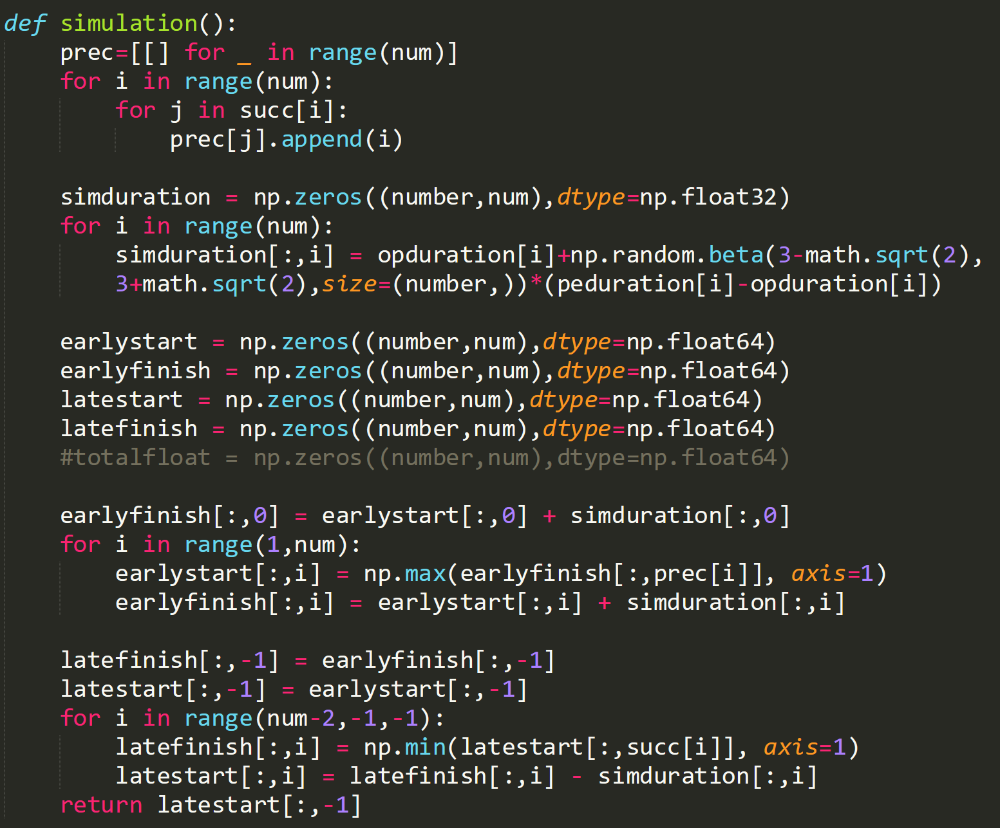 def simulation():
    prec=[[] for _ in range(num)]
    for i in range(num):
        for j in succ[i]:
            prec[j].append(i)

    simduration = np.zeros((number,num),dtype=np.float32)
    for i in range(num):
        simduration[:,i] = opduration[i]+np.random.beta(3-math.sqrt(2),
        3+math.sqrt(2),size=(number,))*(peduration[i]-opduration[i])

    earlystart = np.zeros((number,num),dtype=np.float64)
    earlyfinish = np.zeros((number,num),dtype=np.float64)
    latestart = np.zeros((number,num),dtype=np.float64)
    latefinish = np.zeros((number,num),dtype=np.float64)
    #totalfloat = np.zeros((number,num),dtype=np.float64)

    earlyfinish[:,0] = earlystart[:,0] + simduration[:,0]
    for i in range(1,num):
        earlystart[:,i] = np.max(earlyfinish[:,prec[i]], axis=1)
        earlyfinish[:,i] = earlystart[:,i] + simduration[:,i]

    latefinish[:,-1] = earlyfinish[:,-1]
    latestart[:,-1] = earlystart[:,-1]
    for i in range(num-2,-1,-1):
        latefinish[:,i] = np.min(latestart[:,succ[i]], axis=1)
        latestart[:,i] = latefinish[:,i] - simduration[:,i]
    return latestart[:,-1]